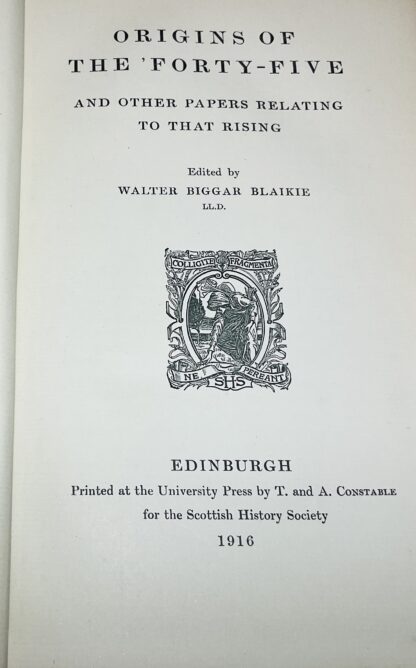 ORIGINS OF
THE 'FORTY-FIVE
AND OTHER PAPERS RELATING
TO THAT RISING
Edited by
WALTER BIGGAR BLAIKIE
LL.D.
COLLIGITE FRAGMENTA
NE PEREANT
SHS
EDINBURGH
Printed at the University Press by T. and A. CONSTABLE
for the Scottish History Society
1916